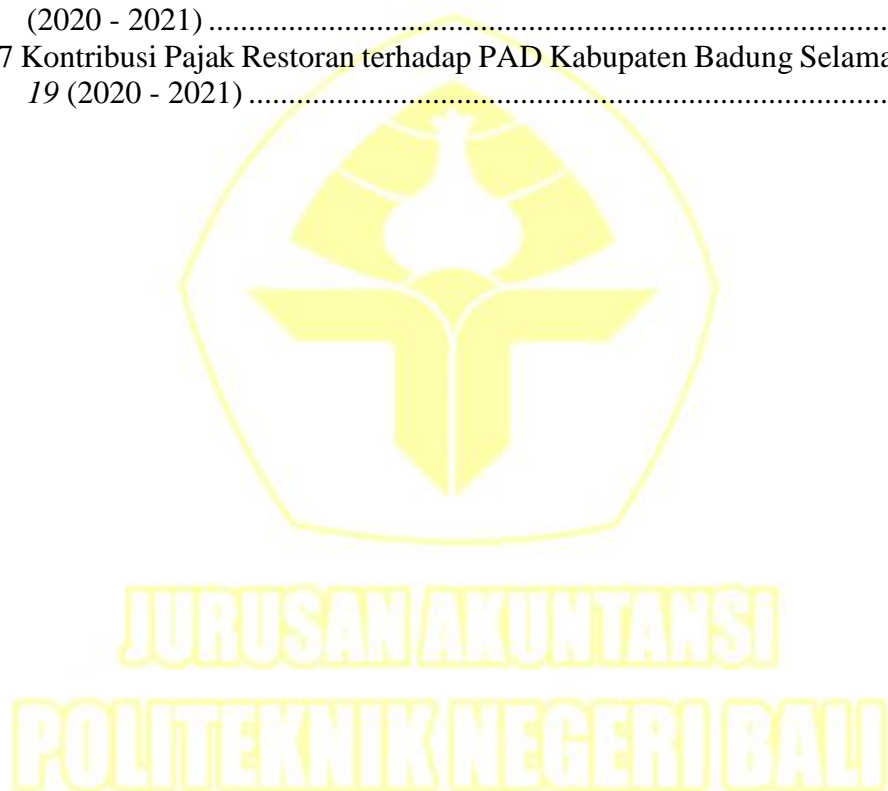 (2020 - 2021) ........................................................................................................
7 Kontribusi Pajak Restoran terhadap PAD Kabupaten Badung Selama
19 (2020 - 2021) ..................................................................................................
JURUSAN AKUNTANSI
POLITEKNIK NEGERI BALI